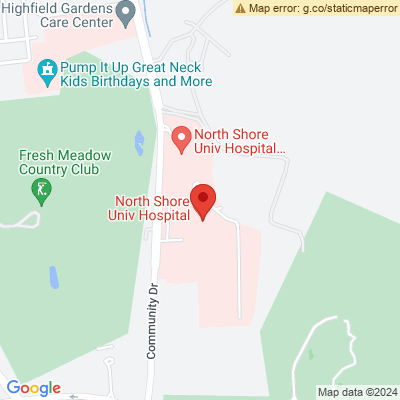 Highfield Gardens
Care Center
Map error: g.co/staticmaperror
Pump It Up Great Neck
Kids Birthdays and More
North Shore
Univ Hospital...
Fresh Meadow
Country Club
North Shore
Univ Hospital
Community Dr
Google
Map data ©2024